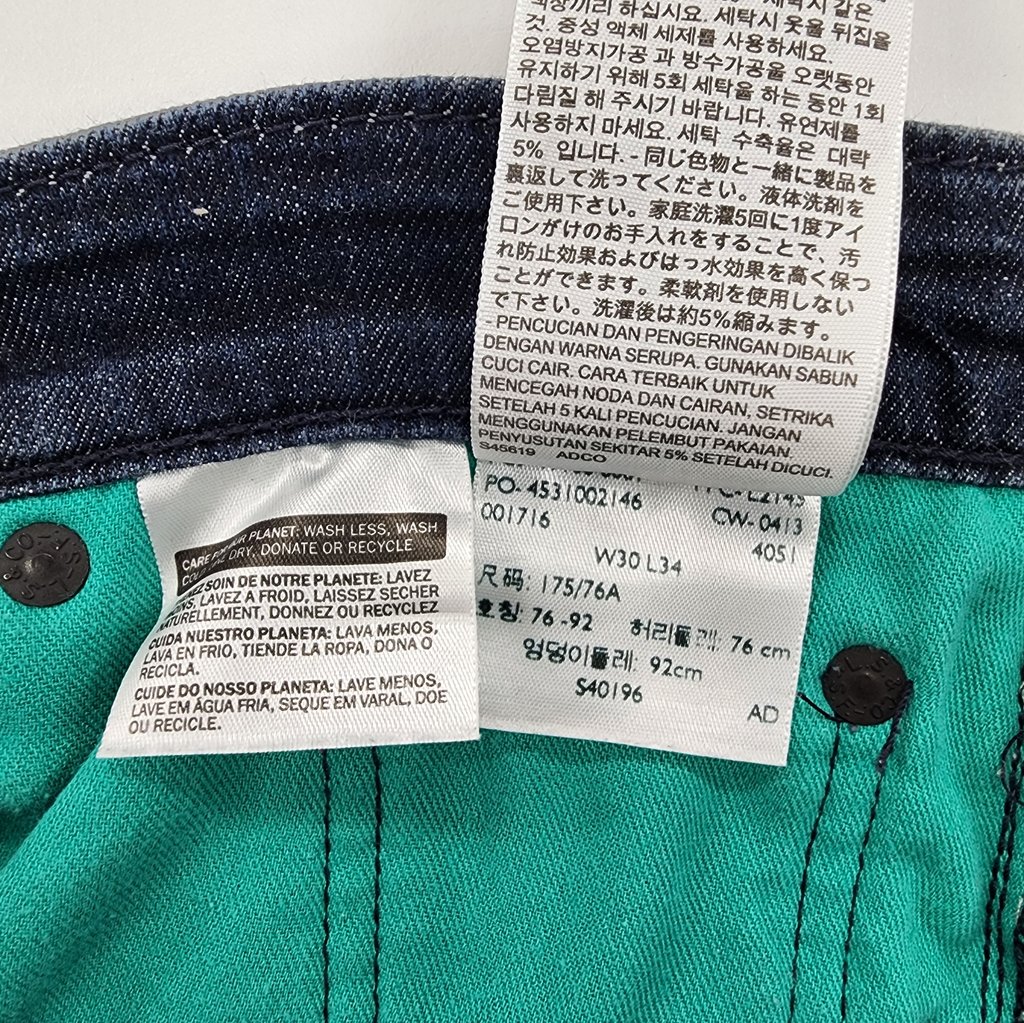 색상끼리 하십시요. 세탁시 옷을 뒤집을
것. 중성 액체 세제를 사용하세요.
오염방지가공 과 방수가공을 오랫동안
유지하기 위해 5회 세탁을 하는 동안 1회
다림질 해 주시기 바랍니다. 유연제를
사용하지 마세요. 세탁 수축율은 대략
5% 입니다. - 同じ色物と一緒に製品を
裏返して洗ってください。液体洗剤を
ご使用下さい。家庭洗濯5回に1度アイ
ロンがけのお手入れをすることで、汚
れ防止効果およびはっ水効果を高く保つ
ことができます。柔軟剤を使用しない
で下さい。洗濯後は約5%縮みます。
- PENCUCIAN DAN PENGERINGAN DIBALIK
DENGAN WARNA SERUPA. GUNAKAN SABUN
CUCI CAIR. CARA TERBAIK UNTUK
MENCEGAH NODA DAN CAIRAN, SETRIKA
SETELAH 5 KALI PENCUCIAN. JANGAN
MENGGUNAKAN PELEMBUT PAKAIAN.
PENYUSUTAN SEKITAR 5% SETELAH DICUCI.
S45619 ADCO
PO- 4531002146
001716 CW-0413
4051
W30 L34
尺码: 175/76A
호칭: 76 -92 허리둘레: 76 cm
엉덩이둘레: 92cm
S40196
AD
CARE FOR OUR PLANET: WASH LESS, WASH
DRY, DONATE OR RECYCLE
SOIN DE NOTRE PLANETE: LAVEZ
LAVEZ A FROID, LAISSEZ SECHER
NATURELLEMENT, DONNEZ OU RECYCLEZ
CUIDA NUESTRO PLANETA: LAVA MENOS,
LAVA EN FRIO, TIENDE LA ROPA, DONA O
RECICLA.
CUIDE DO NOSSO PLANETA: LAVE MENOS,
LAVE EM ÀGUA FRIA, SEQUE EM VARAL, DOE
OU RECICLE.